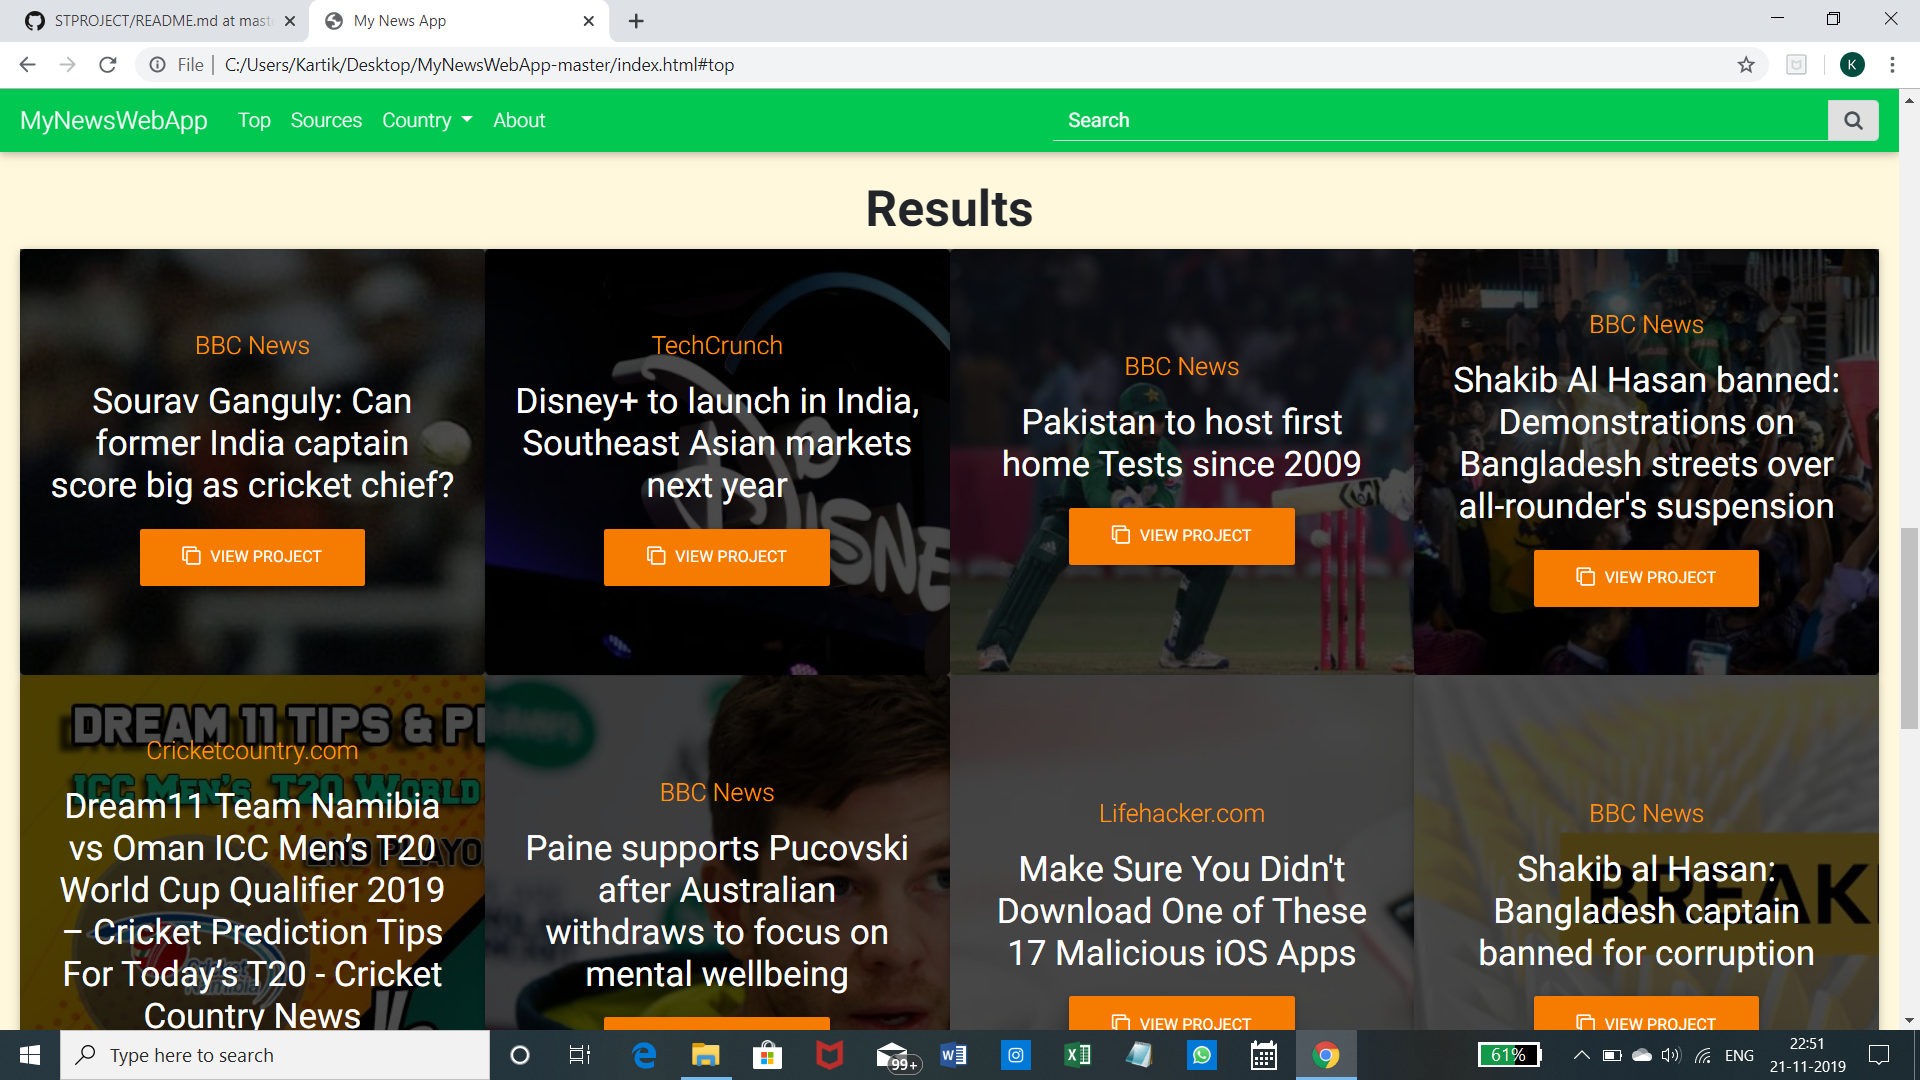 STPROJECT/README.md at mast
My News App
File
C:/Users/Kartik/Desktop/MyNewsWebApp-master/index.html#top
K
MyNewsWebApp
Top
Sources
Country
About
Search
Results
BBC News
Sourav Ganguly: Can
former India captain
score big as cricket chief?
VIEW PROJECT
TechCrunch
Disney+ to launch in India,
Southeast Asian markets
next year
VIEW PROJECT
BBC News
Pakistan to host first
home Tests since 2009
VIEW PROJECT
BBC News
Shakib Al Hasan banned:
Demonstrations on
Bangladesh streets over
all-rounder's suspension
VIEW PROJECT
DREAM 11 TIPS & P
Cricketcountry.com
ICC Men's T20 World
Dream11 Team Namibia
vs Oman ICC Men’s T20
World Cup Qualifier 2019
– Cricket Prediction Tips
For Today’s T20 - Cricket
Country News
BBC News
Paine supports Pucovski
after Australian
withdraws to focus on
mental wellbeing
Lifehacker.com
Make Sure You Didn't
Download One of These
17 Malicious iOS Apps
VIEW PROJECT
BBC News
BREAK
Shakib al Hasan:
Bangladesh captain
banned for corruption
VIEW PROJECT
Type here to search
99+
61%
ENG
22:51
21-11-2019